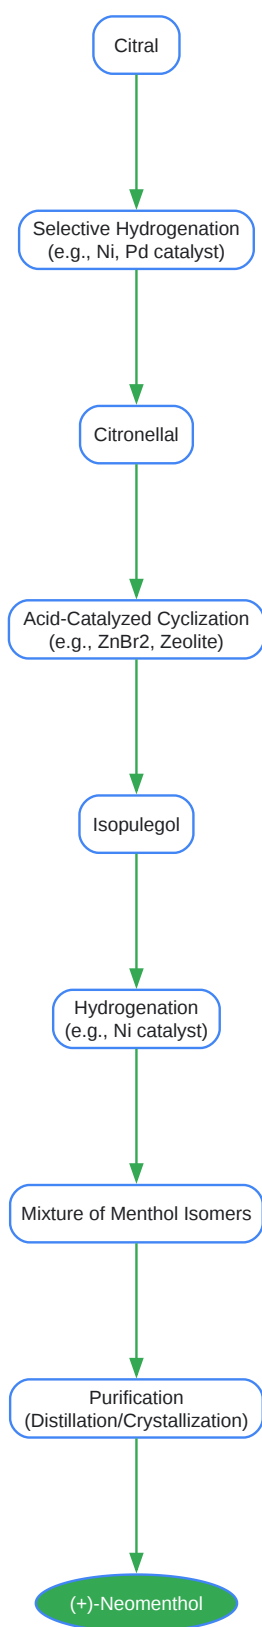 Citral
Selective Hydrogenation
(e.g., Ni, Pd catalyst)
Citronellal
Acid-Catalyzed Cyclization
(e.g., ZnBr2, Zeolite)
Isopulegol
Hydrogenation
(e.g., Ni catalyst)
Mixture of Menthol Isomers
Purification
(Distillation/Crystallization)
(+)-Neomenthol